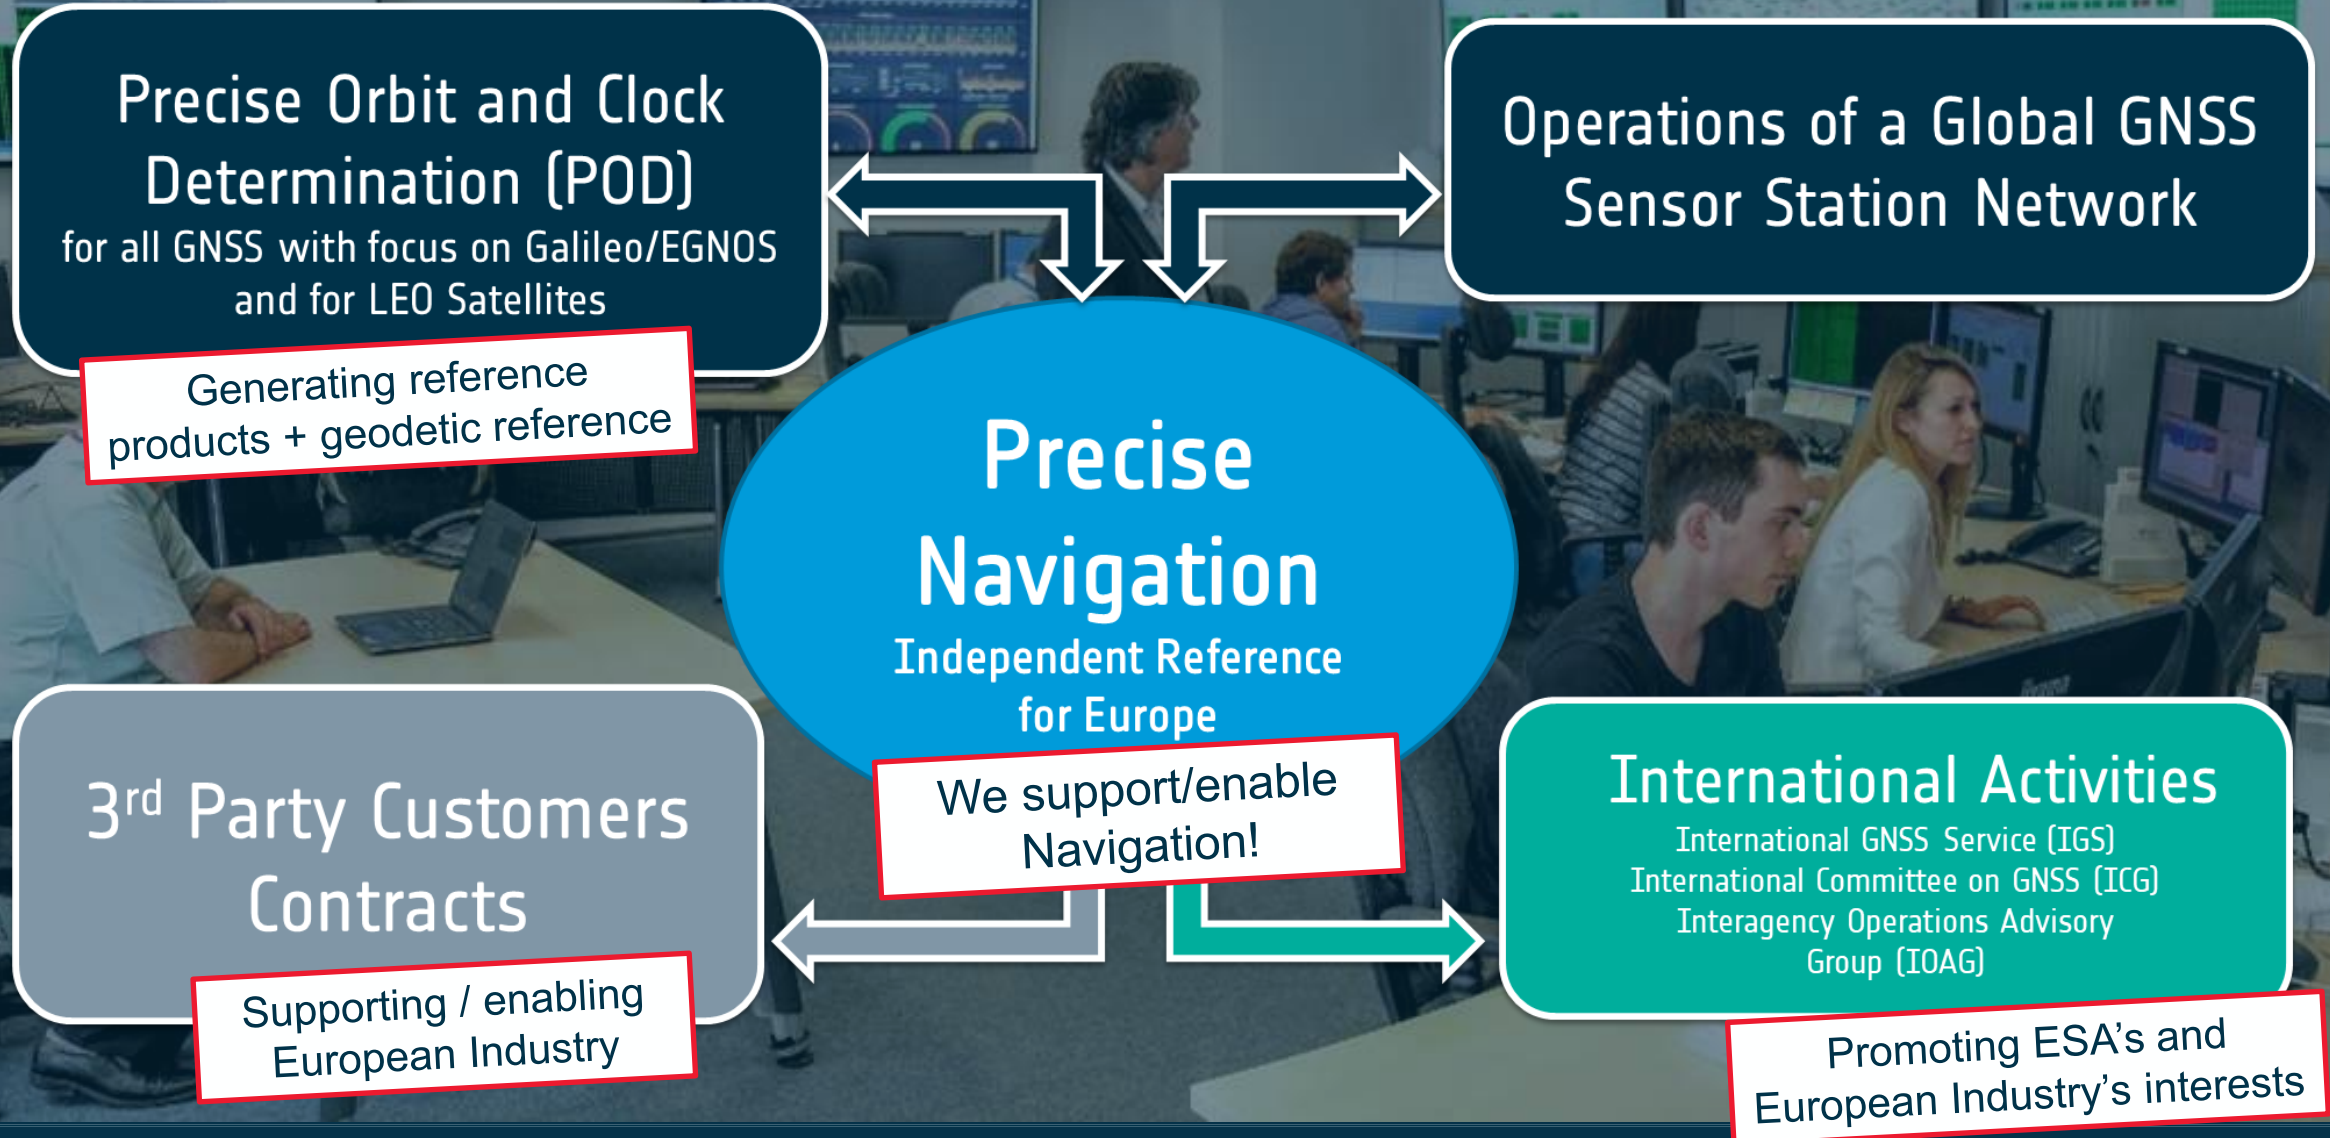 Precise Orbit and Clock
Determination (POD)
for all GNSS with focus on Galileo/EGNOS
and for LEO Satellites
Generating reference
products + geodetic reference
Operations of a Global GNSS
Sensor Station Network
Precise
Navigation
Independent Reference
for Europe
We support/enable
Navigation!
3rd Party Customers
Contracts
Supporting / enabling
European Industry
International Activities
International GNSS Service (IGS)
International Committee on GNSS (ICG)
Interagency Operations Advisory
Group (IOAG)
Promoting ESA's and
European Industry's interests